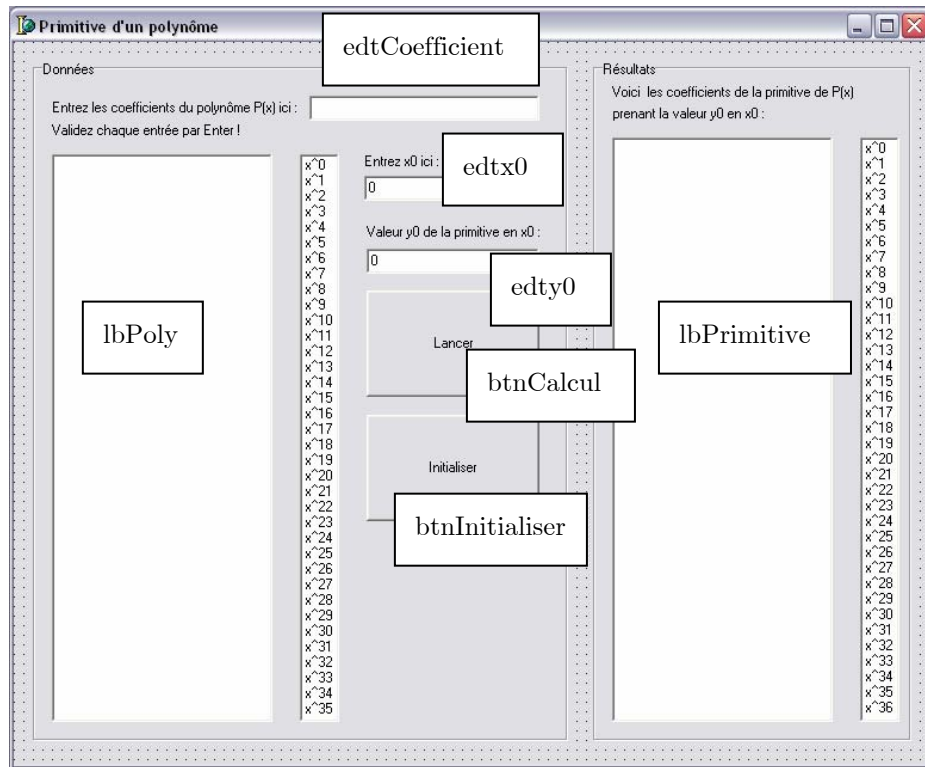 Primitive d'un polynôme
edtCoefficient
Données
Entrez les coefficients du polynôme P(x) ici :
Validez chaque entrée par Enter !
lbPoly
x^0
x^1
x^2
x^3
x^4
x^5
x^6
x^7
x^8
x^9
x^10
x^11
x^12
x^13
x^14
x^15
x^16
x^17
x^18
x^19
x^20
x^21
x^22
x^23
x^24
x^25
x^26
x^27
x^28
x^29
x^30
x^31
x^32
x^33
x^34
x^35
Entrez x0 ici :
edtx0
0
Valeur y0 de la primitive en x0 :
0
edty0
Lancer
btnCalcul
Initialiser
btnInitialiser
Résultats
Voici les coefficients de la primitive de P(x)
prenant la valeur y0 en x0 :
lbPrimitive
x^0
x^1
x^2
x^3
x^4
x^5
x^6
x^7
x^8
x^9
x^10
x^11
x^12
x^13
x^14
x^15
x^16
x^17
x^18
x^19
x^20
x^21
x^22
x^23
x^24
x^25
x^26
x^27
x^28
x^29
x^30
x^31
x^32
x^33
x^34
x^35
x^36